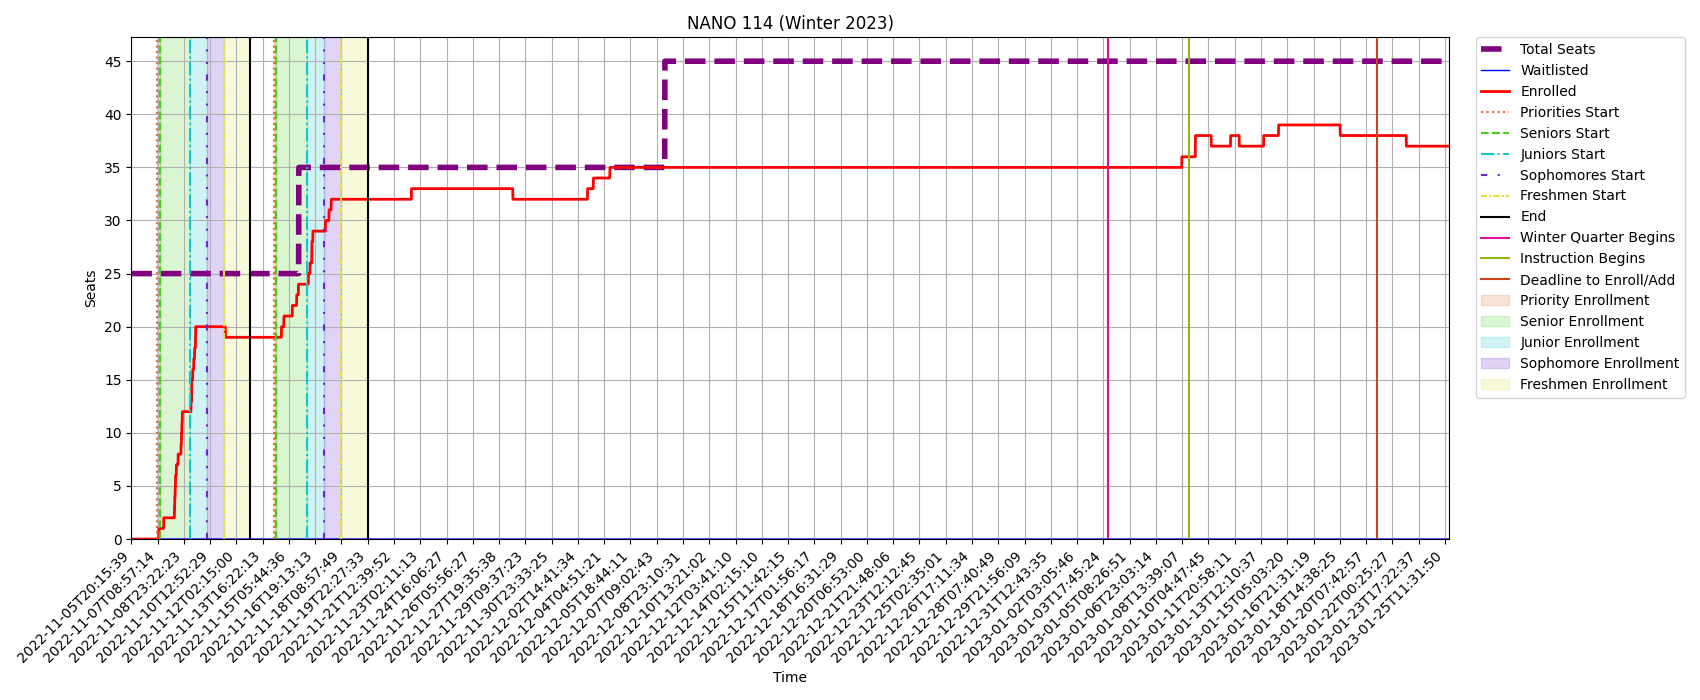 NANO 114 (Winter 2023)
Seats
45
40
35
30
25
20
15
10
5
0
2022-11-05T20:15:39
2022-11-07T08:57:14
2022-11-08T23:22:23
2022-11-10T12:52:29
2022-11-12T02:15:00
2022-11-13T16:22:13
2022-11-15T05:44:36
2022-11-16T19:13:13
2022-11-18T08:57:49
2022-11-19T22:27:33
2022-11-21T12:39:52
2022-11-23T02:11:13
2022-11-24T16:06:27
2022-11-26T05:56:27
2022-11-27T19:35:38
2022-11-29T09:37:23
2022-11-30T23:33:25
2022-12-02T14:41:34
2022-12-04T04:51:21
2022-12-05T18:44:11
2022-12-07T09:02:43
2022-12-08T23:10:31
2022-12-10T13:21:02
2022-12-12T03:41:10
2022-12-14T02:15:10
2022-12-15T11:42:15
2022-12-17T01:56:17
2022-12-18T16:31:29
2022-12-20T06:53:00
2022-12-21T21:48:06
2022-12-23T12:12:45
2022-12-25T02:35:01
2022-12-26T17:11:34
2022-12-28T07:40:49
2022-12-29T21:56:09
2022-12-31T12:43:35
2023-01-02T03:05:46
2023-01-03T17:45:24
2023-01-05T08:26:51
2023-01-06T23:03:14
2023-01-08T13:39:07
2023-01-10T04:47:45
2023-01-11T20:58:11
2023-01-13T12:10:37
2023-01-15T05:03:20
2023-01-16T21:31:19
2023-01-18T14:38:25
2023-01-20T07:42:57
2023-01-22T00:25:27
2023-01-23T17:22:37
2023-01-25T11:31:50
Time
Total Seats
Waitlisted
Enrolled
Priorities Start
Seniors Start
Juniors Start
Sophomores Start
Freshmen Start
End
Winter Quarter Begins
Instruction Begins
Deadline to Enroll/Add
Priority Enrollment
Senior Enrollment
Junior Enrollment
Sophomore Enrollment
Freshmen Enrollment